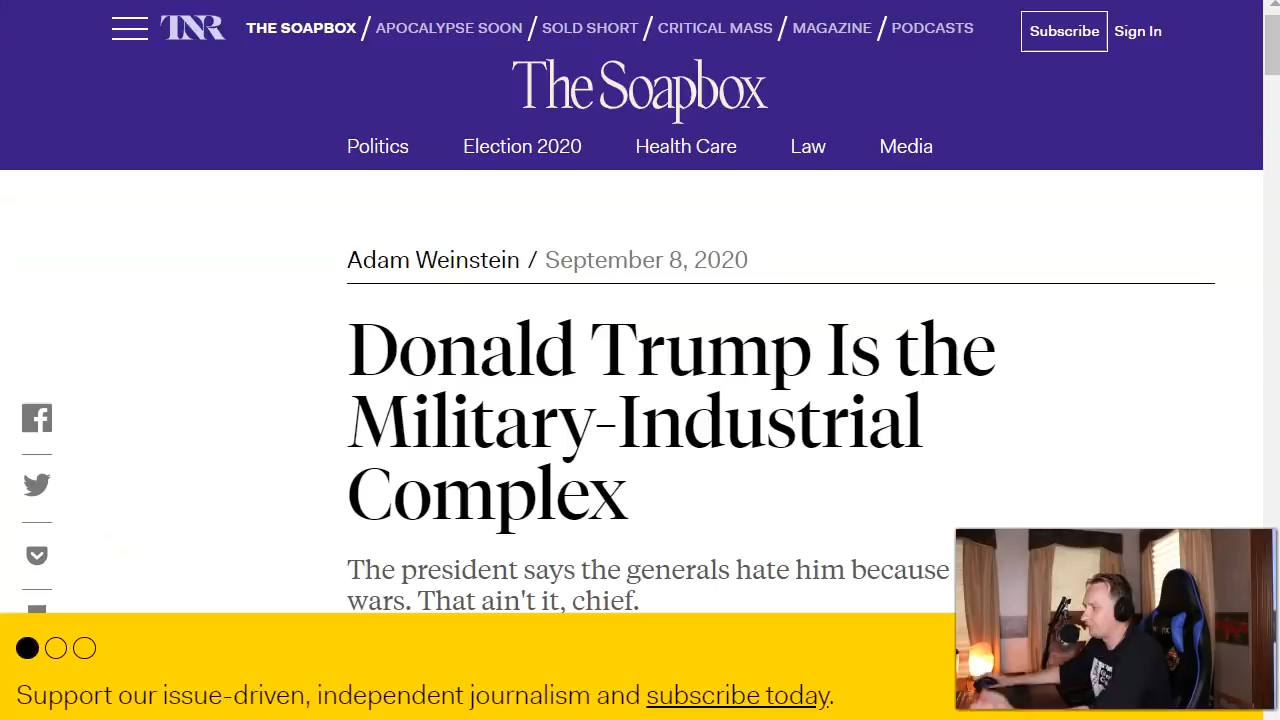 TNR THE SOAPBOX / APOCALYPSE SOON / SOLD SHORT / CRITICAL MASS / MAGAZINE / PODCASTS Subscribe Sign In
The Soapbox
Politics Election 2020 Health Care Law Media
Adam Weinstein / September 8, 2020
Donald Trump Is the
Military-Industrial
Complex
The president says the generals hate him because
wars. That ain't it, chief.
Support our issue-driven, independent journalism and subscribe today.